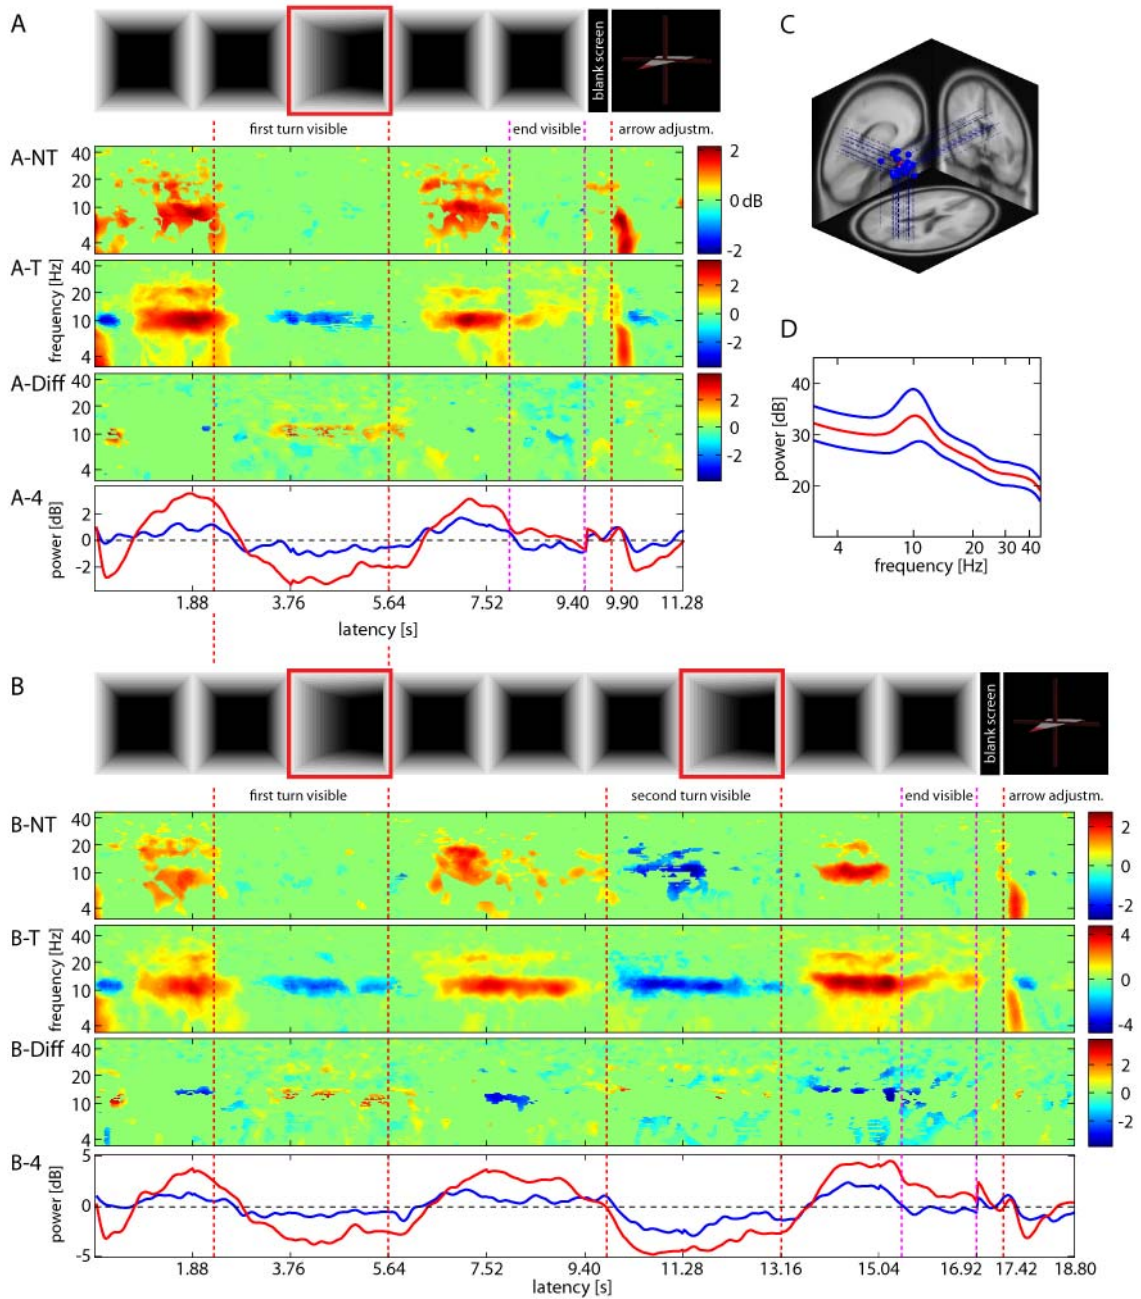 A
C
blank screen
first turn visible
end visible
arrow adjustm.
A-NT
40
20
10
4
2
0 dB
-2
A-T
frequency [Hz]
40
20
10
4
2
0
-2
A-Diff
40
20
10
4
2
0
-2
A-4
power [dB]
2
0
-2
1.88 3.76 5.64 7.52 9.40 9.90 11.28
latency [s]
D
power [dB]
40
30
20
4 10 20 30 40
frequency [Hz]
B
blank screen
first turn visible
second turn visible
end visible
arrow adjustm.
B-NT
40
20
10
4
2
0
-2
B-T
frequency [Hz]
40
20
10
4
4
2
0
-2
-4
B-Diff
40
20
10
4
2
0
-2
B-4
power [dB]
5
0
-5
1.88 3.76 5.64 7.52 9.40 11.28 13.16 15.04 16.92 17.42 18.80
latency [s]